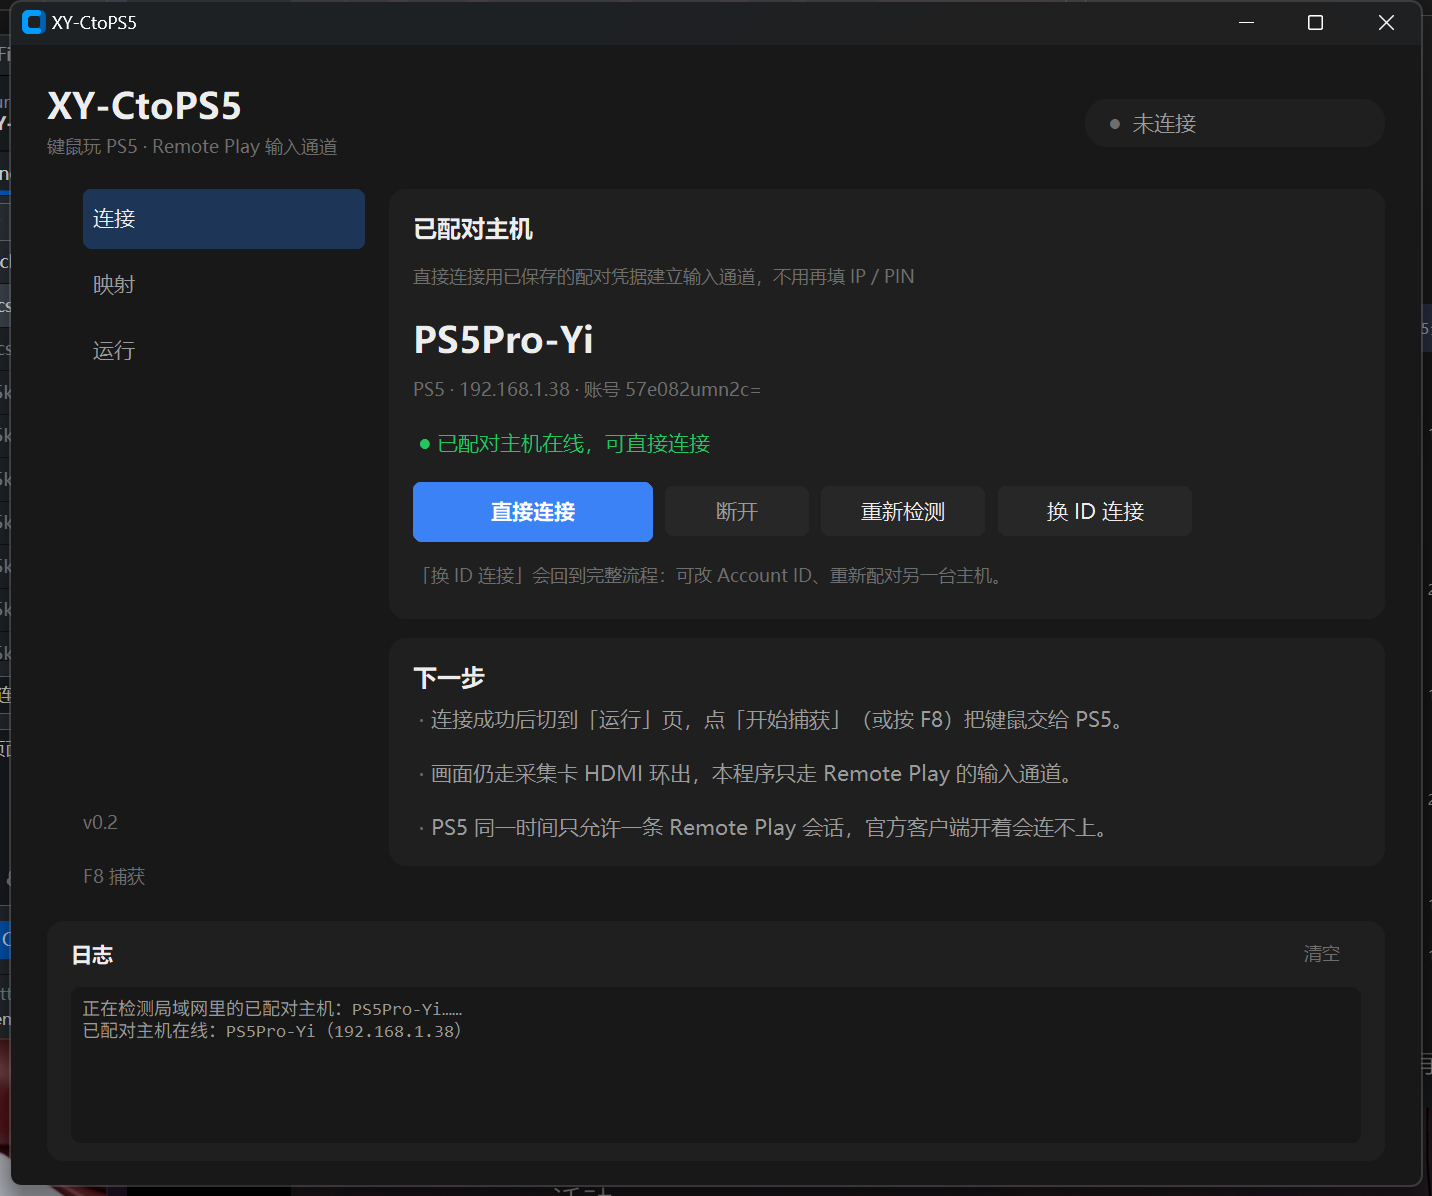 XY-CtoPS5
XY-CtoPS5
键鼠玩 PS5 · Remote Play 输入通道
● 未连接
连接
映射
运行
已配对主机
直接连接用已保存的配对凭据建立输入通道，不用再填 IP / PIN
PS5Pro-Yi
PS5 · 192.168.1.38 · 账号 57e082umn2c=
● 已配对主机在线，可直接连接
直接连接 断开 重新检测 换 ID 连接
「换 ID 连接」会回到完整流程：可改 Account ID、重新配对另一台主机。
下一步
· 连接成功后切到「运行」页，点「开始捕获」（或按 F8）把键鼠交给 PS5。
· 画面仍走采集卡 HDMI 环出，本程序只走 Remote Play 的输入通道。
· PS5 同一时间只允许一条 Remote Play 会话，官方客户端开着会连不上。
v0.2
F8 捕获
日志 清空
正在检测局域网里的已配对主机：PS5Pro-Yi……
已配对主机在线：PS5Pro-Yi（192.168.1.38）